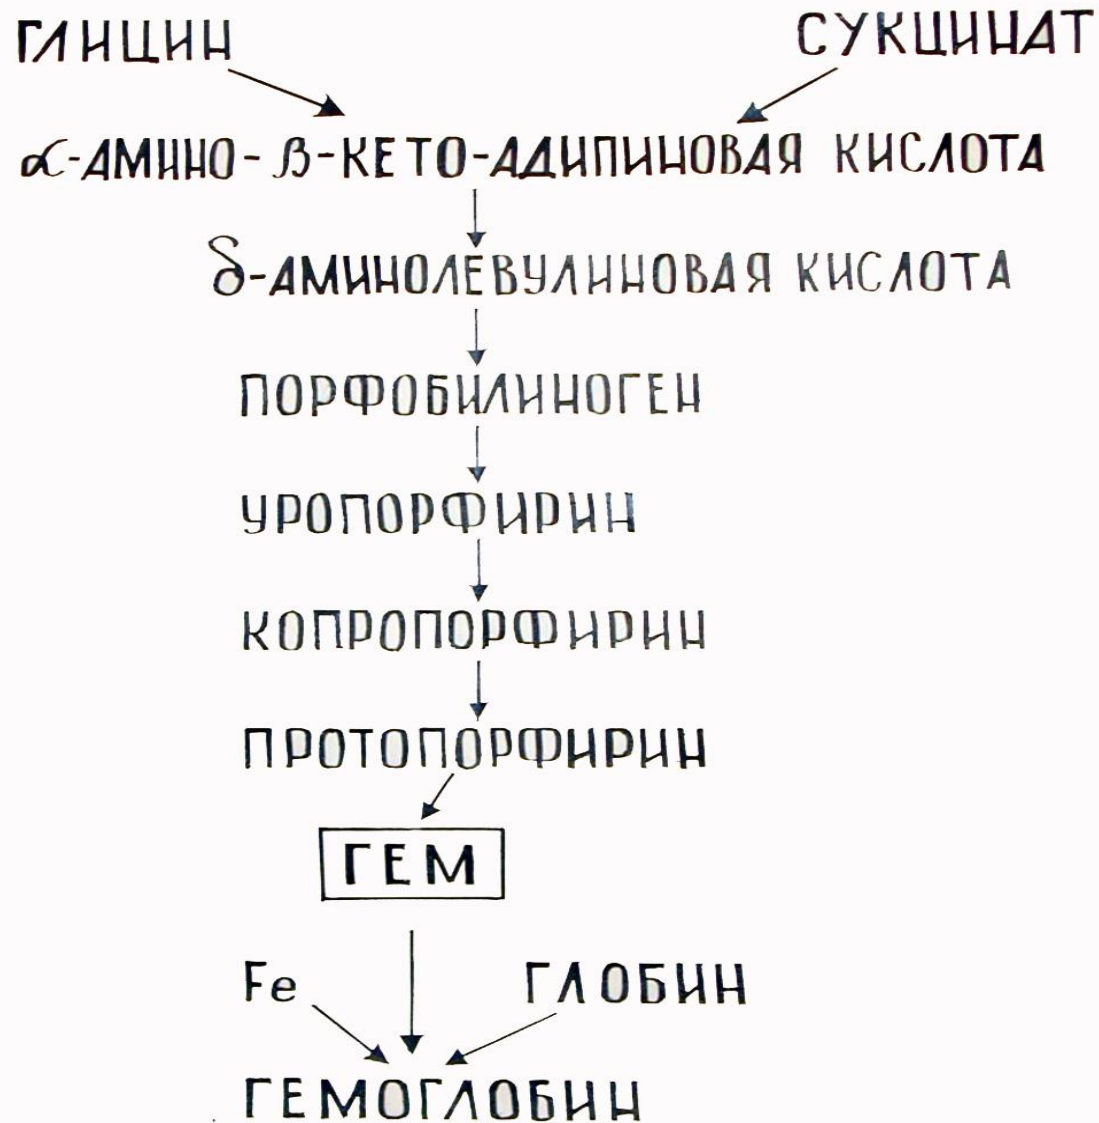 ГЛИЦИН СУКЦИНАТ
α-АМИНО-β-КЕТО-АДИПИНОВАЯ КИСЛОТА
δ-АМИНОЛЕВУЛИНОВАЯ КИСЛОТА
ПОРФОБИЛИНОГЕН
УРОПОРФИРИН
КОПРОПОРФИРИН
ПРОТОПОРФИРИН
ГЕМ
Fe ГЛОБИН
ГЕМОГЛОБИН